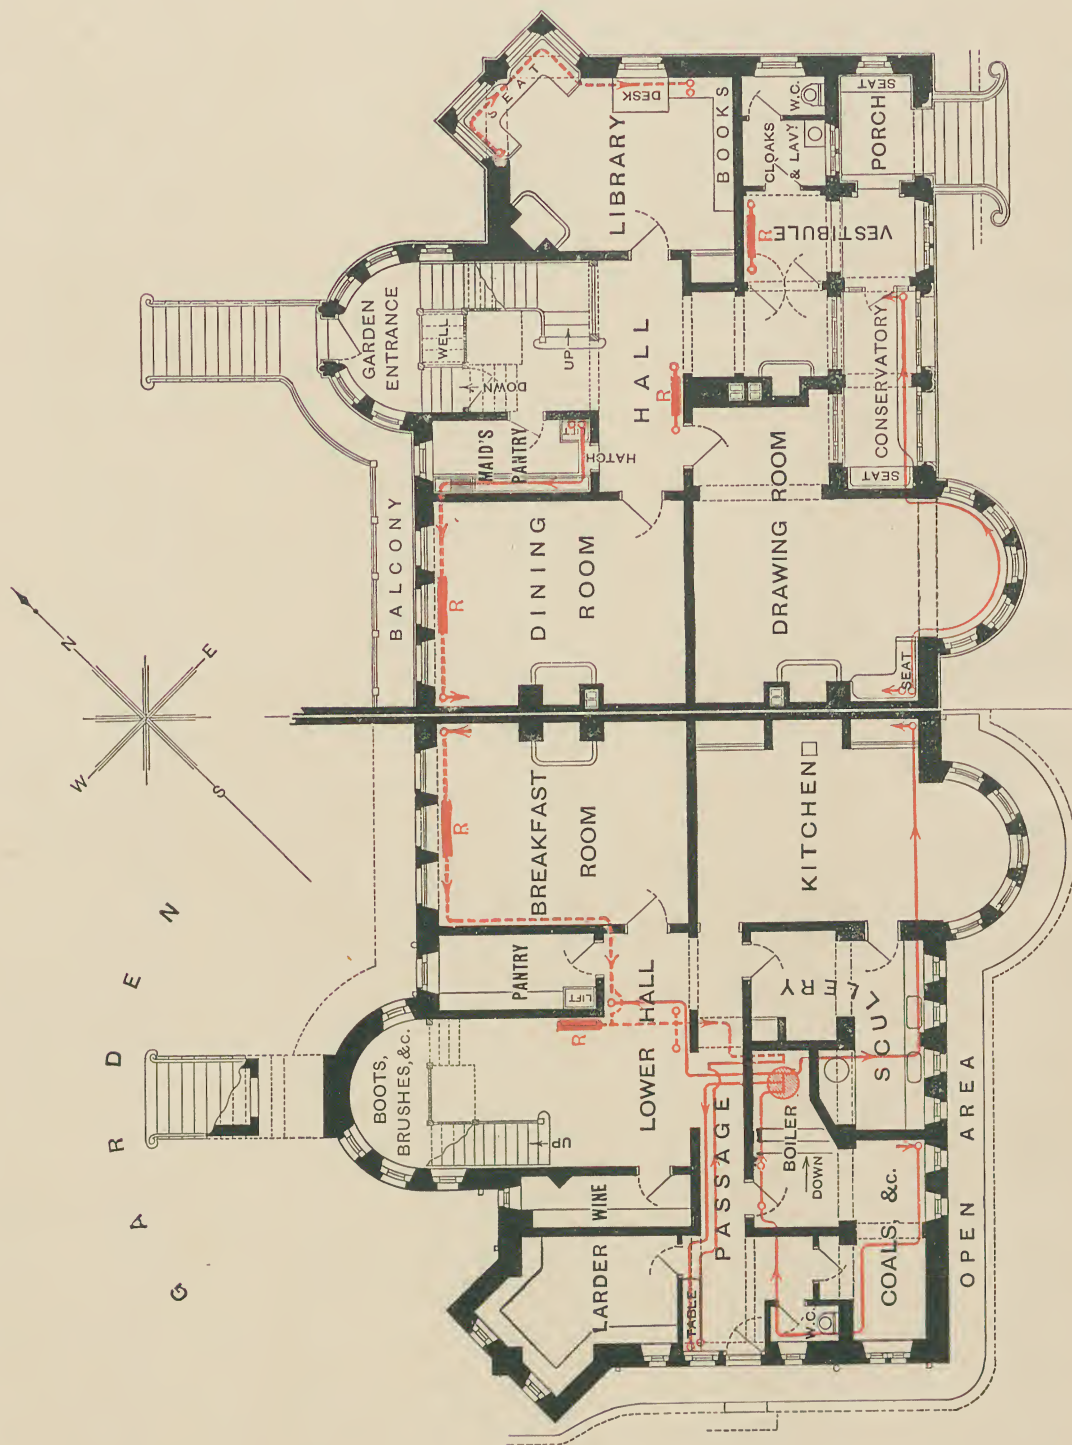 SEAT
DESK
LIBRARY
BOOKS
W.C.
CLOAKS
& LAVY
SEAT
PORCH
VESTIBULE
R
GARDEN
ENTRANCE
WELL
DOWN
UP
HALL
R
CONSERVATORY
SEAT
MAID'S
PANTRY
LIFT
HATCH
BALCONY
DINING
ROOM
R
DRAWING ROOM
SEAT
N
E
S
W
GARDEN
BREAKFAST
ROOM
R
KITCHEN
PANTRY
LIFT
R
LOWER HALL
SCULLERY
BOOTS,
BRUSHES, &c.
UP
PASSAGE
BOILER
DOWN
WINE
LARDER
TABLE
W.C.
COALS, &c.
OPEN AREA